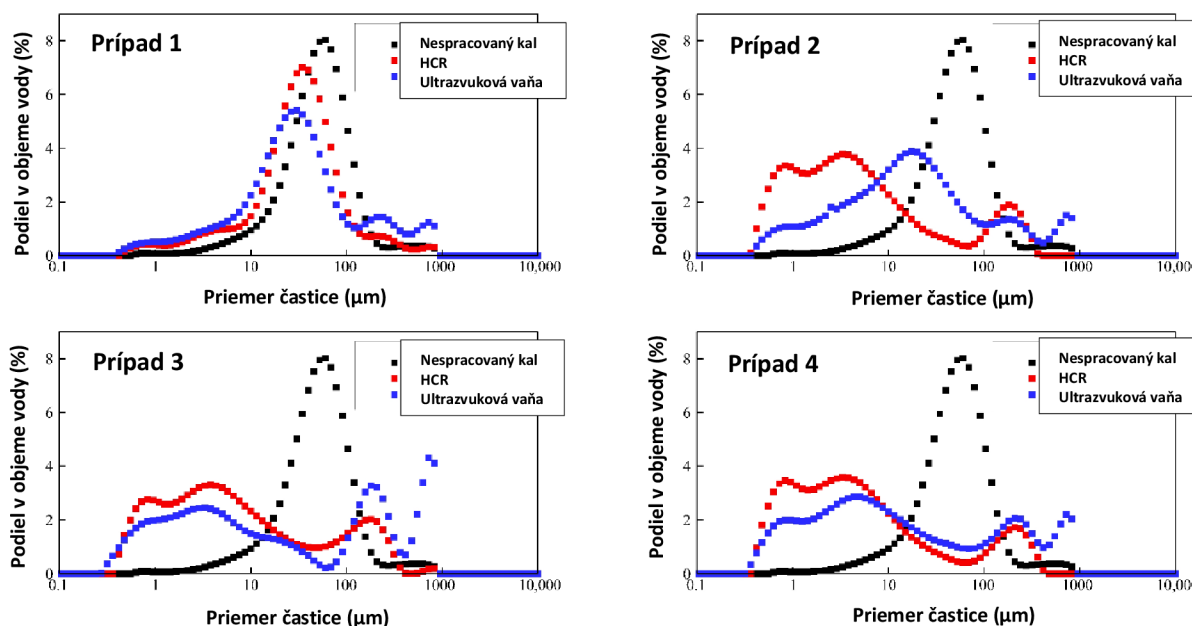 Prípad 1
Nespracovaný kal
HCR
Ultrazvuková vaňa
Podiel v objeme vody (%)
8
6
4
2
0
0.1
1
10
100
1000
10,000
Priemer častice (µm)
Prípad 2
Nespracovaný kal
HCR
Ultrazvuková vaňa
Podiel v objeme vody (%)
8
6
4
2
0
0.1
1
10
100
1000
10,000
Priemer častice (µm)
Prípad 3
Nespracovaný kal
HCR
Ultrazvuková vaňa
Podiel v objeme vody (%)
8
6
4
2
0
0.1
1
10
100
1000
10,000
Priemer častice (µm)
Prípad 4
Nespracovaný kal
HCR
Ultrazvuková vaňa
Podiel v objeme vody (%)
8
6
4
2
0
0.1
1
10
100
1000
10,000
Priemer častice (µm)